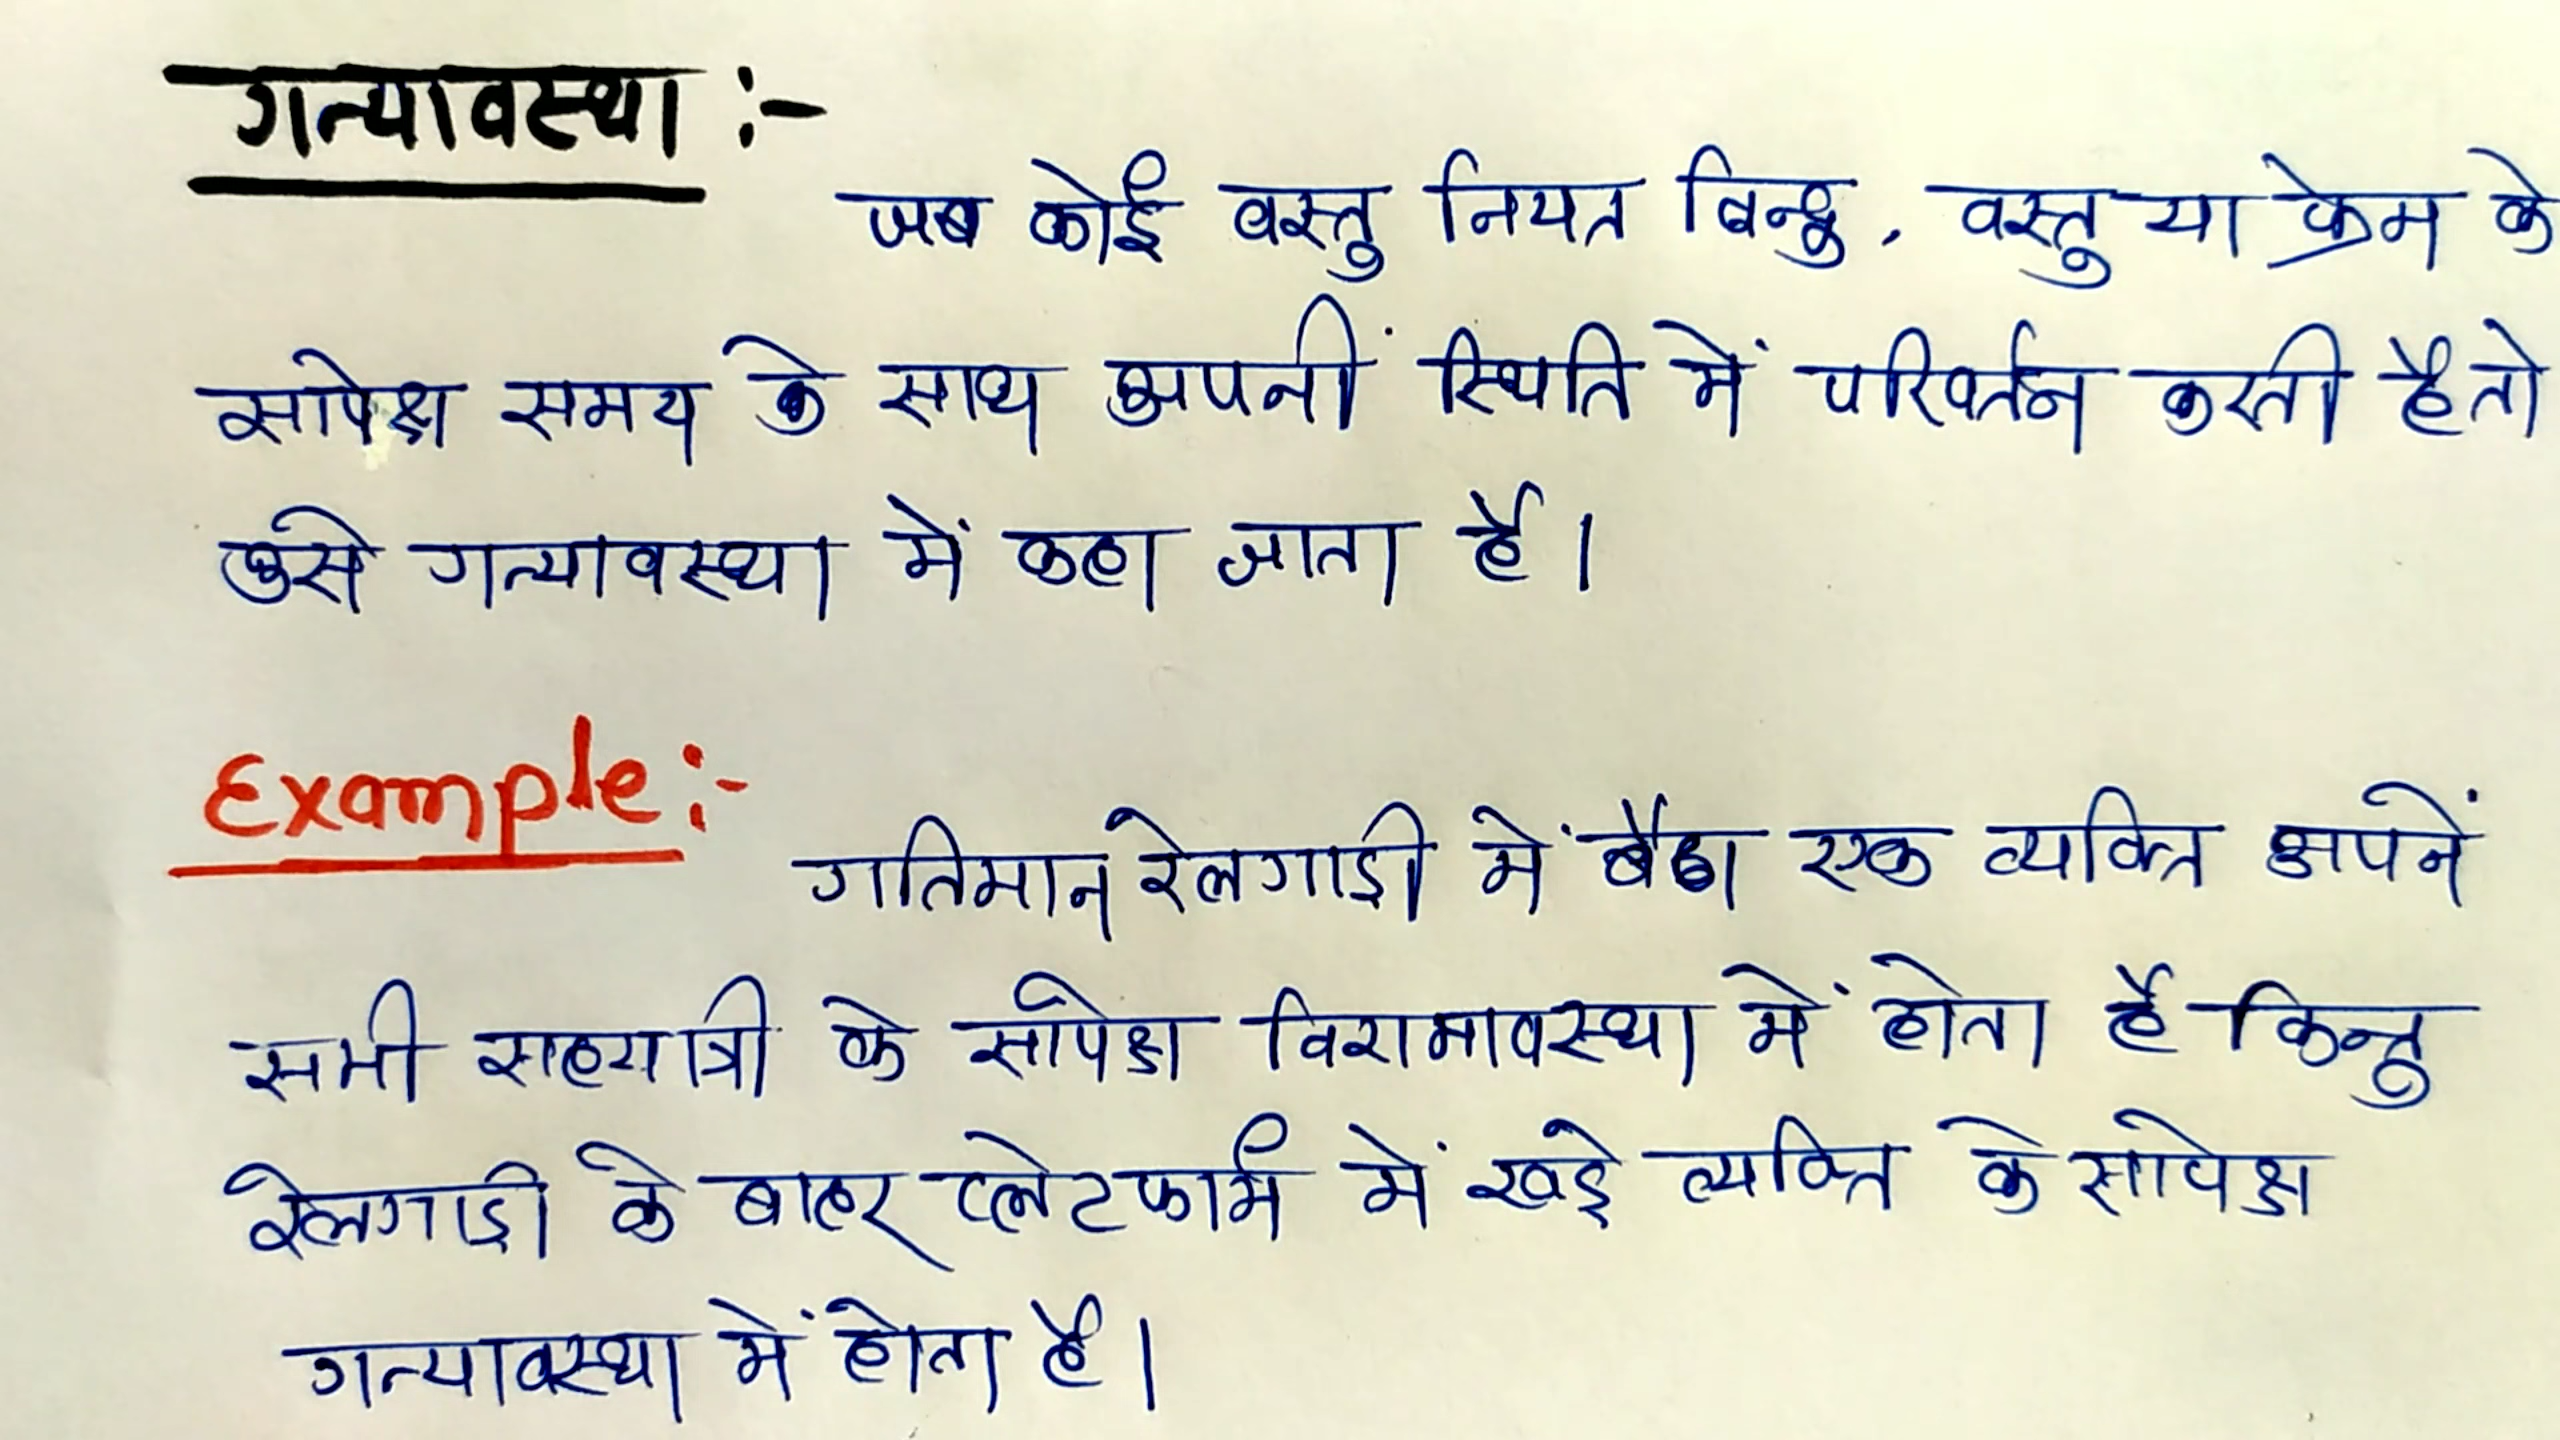 गत्यावस्था :-
जब कोई वस्तु नियत बिन्दु, वस्तु या फ्रेम के
सापेक्ष समय के साथ अपनीं स्थिति में परिवर्तन करती है तो
उसे गत्यावस्था में कहा जाता है।
Example :-
गतिमान रेलगाडी में बैठा एक व्यक्ति अपनें
सभी सहयात्री के सापेक्ष विरामावस्था में होता है किन्तु
रेलगाडी के बाहर प्लेटफार्म में खडे व्यक्ति के सापेक्ष
गत्यावस्था में होता है।